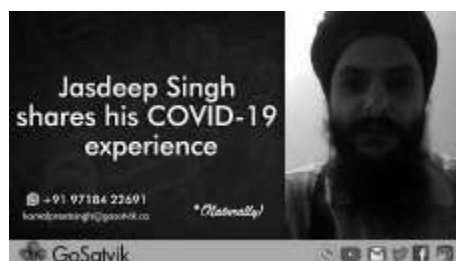 Jasdeep Singh
shares his COVID-19
experience
+91 97184 22691
*(Naturally)
GoSatvik